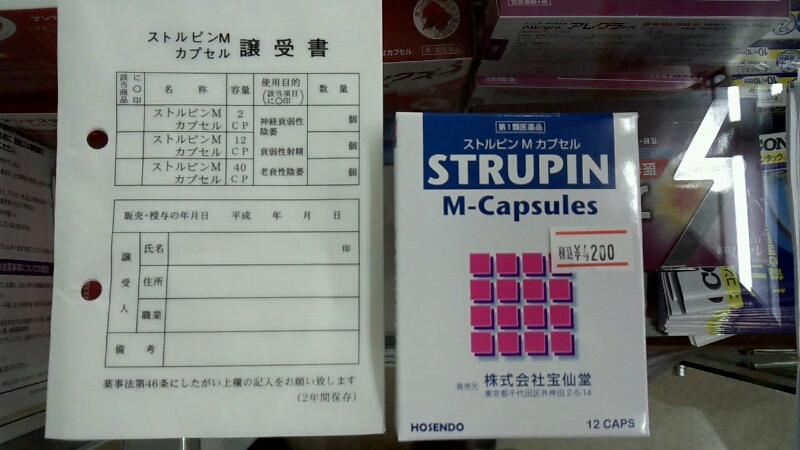 ストルピンM
カプセル 譲受書
該当商品に○印 名称 容量 使用目的(該当項目に○印) 数量
ストルピンMカプセル 2CP 個
ストルピンMカプセル 12CP 個
ストルピンMカプセル 40CP 個
神経衰弱性陰萎
衰弱性射精
老衰性陰萎
販売・授与の年月日 平成 年 月 日
譲受人
氏名 印
住所
職業
備考
薬事法第46条にしたがい上欄の記入をお願い致します
(2年間保存)
第1類医薬品
ストルピン M カプセル
STRUPIN
M-Capsules
税込¥4200
発売元 株式会社宝仙堂
東京都千代田区外神田2-5-14
HOSENDO 12 CAPS
アレグラ